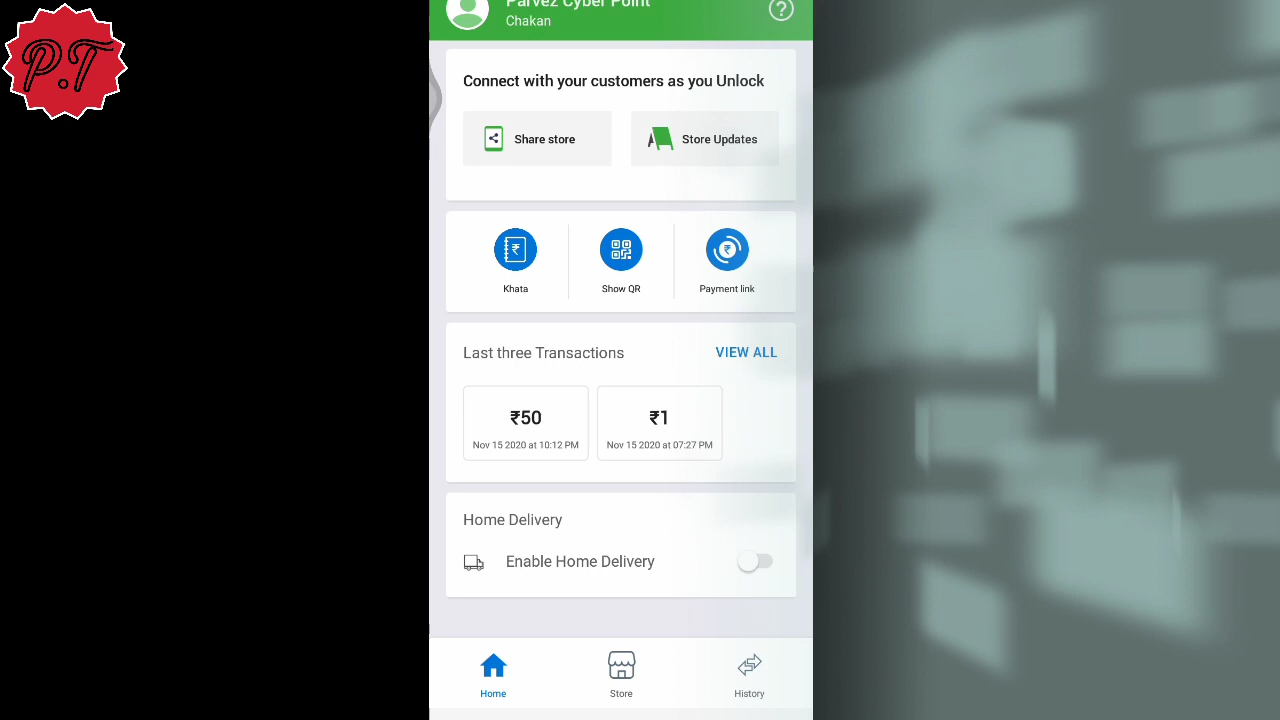 P.T
Parvez Cyber Point
Chakan
Connect with your customers as you Unlock
Share store
Store Updates
Khata
Show QR
Payment link
Last three Transactions
VIEW ALL
₹50
₹1
Nov 15 2020 at 10:12 PM
Nov 15 2020 at 07:27 PM
Home Delivery
Enable Home Delivery
Home
Store
History